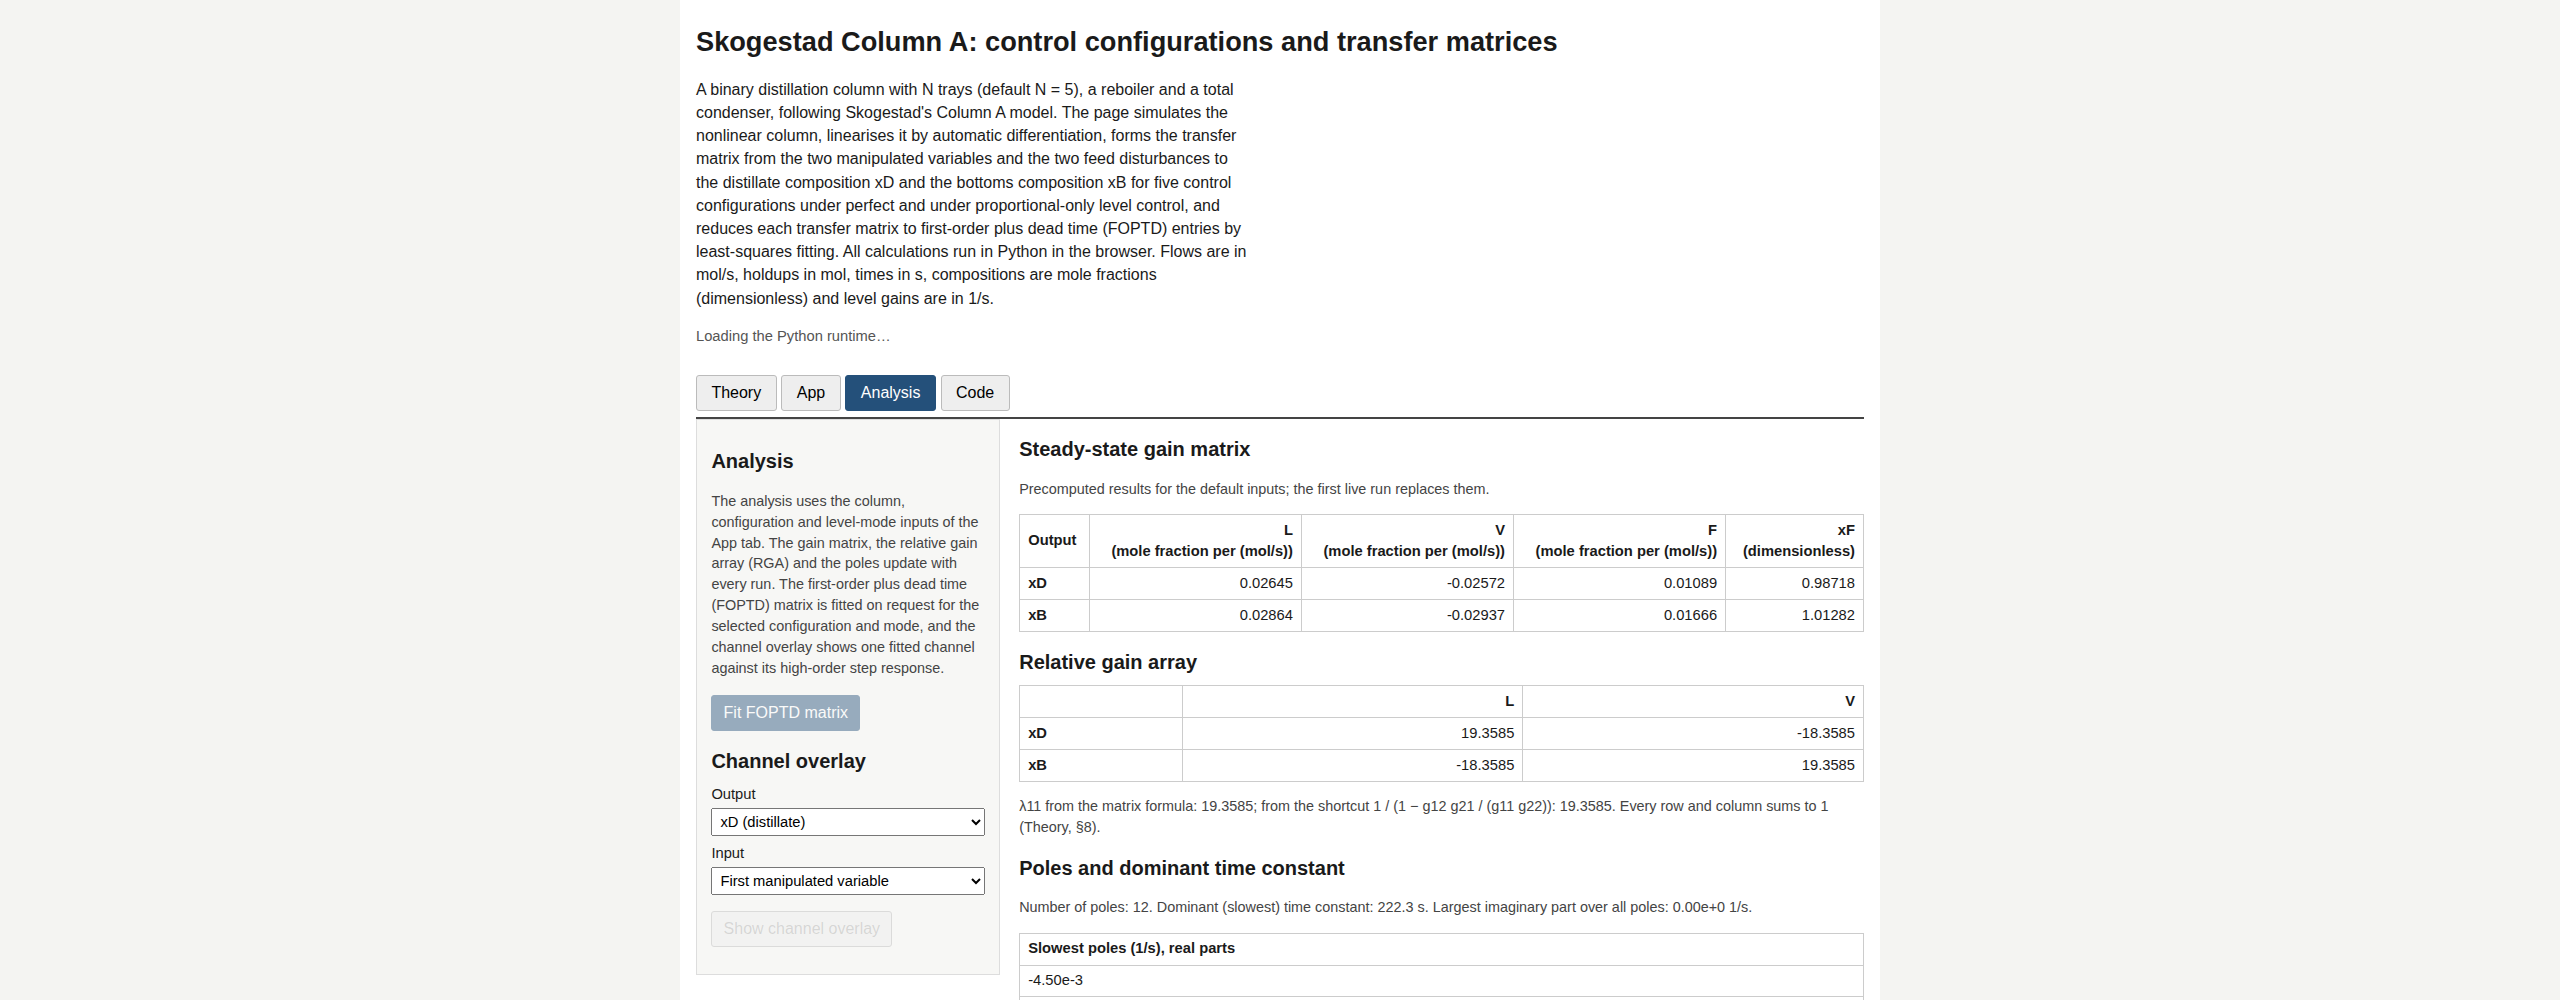 Skogestad Column A: control configurations and transfer matrices
A binary distillation column with N trays (default N = 5), a reboiler and a total
condenser, following Skogestad's Column A model. The page simulates the
nonlinear column, linearises it by automatic differentiation, forms the transfer
matrix from the two manipulated variables and the two feed disturbances to
the distillate composition xD and the bottoms composition xB for five control
configurations under perfect and under proportional-only level control, and
reduces each transfer matrix to first-order plus dead time (FOPTD) entries by
least-squares fitting. All calculations run in Python in the browser. Flows are in
mol/s, holdups in mol, times in s, compositions are mole fractions
(dimensionless) and level gains are in 1/s.
Loading the Python runtime…
Theory App Analysis Code
Analysis
The analysis uses the column,
configuration and level-mode inputs of the
App tab. The gain matrix, the relative gain
array (RGA) and the poles update with
every run. The first-order plus dead time
(FOPTD) matrix is fitted on request for the
selected configuration and mode, and the
channel overlay shows one fitted channel
against its high-order step response.
Fit FOPTD matrix
Channel overlay
Output
xD (distillate)
Input
First manipulated variable
Show channel overlay
Steady-state gain matrix
Precomputed results for the default inputs; the first live run replaces them.
Output L (mole fraction per (mol/s)) V (mole fraction per (mol/s)) F (mole fraction per (mol/s)) xF (dimensionless)
xD 0.02645 -0.02572 0.01089 0.98718
xB 0.02864 -0.02937 0.01666 1.01282
Relative gain array
L V
xD 19.3585 -18.3585
xB -18.3585 19.3585
λ11 from the matrix formula: 19.3585; from the shortcut 1 / (1 − g12 g21 / (g11 g22)): 19.3585. Every row and column sums to 1
(Theory, §8).
Poles and dominant time constant
Number of poles: 12. Dominant (slowest) time constant: 222.3 s. Largest imaginary part over all poles: 0.00e+0 1/s.
Slowest poles (1/s), real parts
-4.50e-3